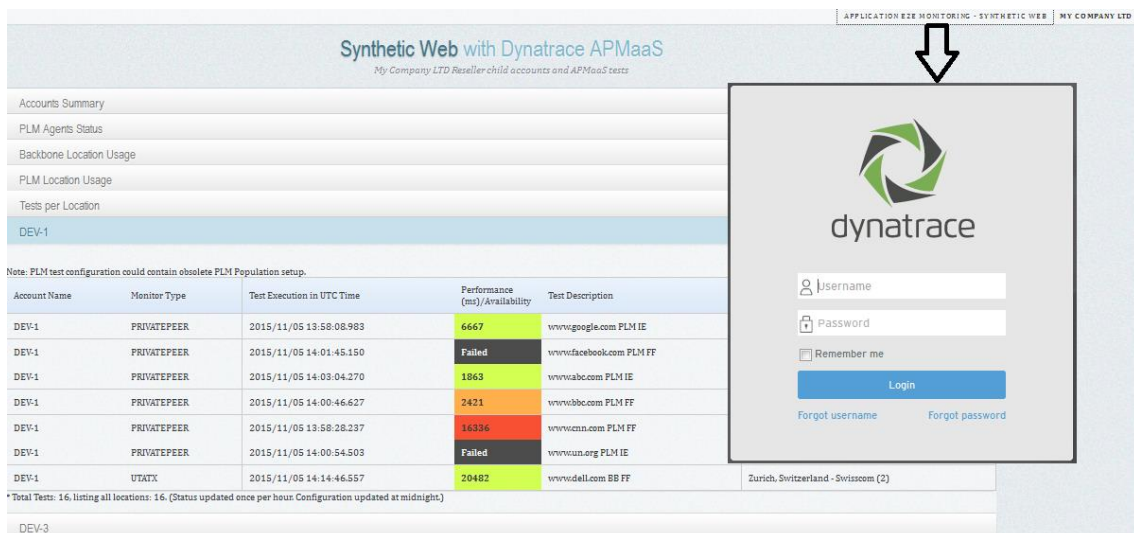 APPLICATION E2E MONITORING - SYNTHETIC WEB MY COMPANY LTD
Synthetic Web with Dynatrace APMaaS
My Company LTD Reseller child accounts and APMaaS tests
Accounts Summary
PLM Agents Status
Backbone Location Usage
PLM Location Usage
Tests per Location
DEV-1
Note: PLM test configuration could contain obsolete PLM Population setup.
Account Name Monitor Type Test Execution in UTC Time Performance (ms)/Availability Test Description
DEV-1 PRIVATEPEER 2015/11/05 13:58:08.983 6667 www.google.com PLM IE
DEV-1 PRIVATEPEER 2015/11/05 14:01:45.150 Failed www.facebook.com PLM FF
DEV-1 PRIVATEPEER 2015/11/05 14:03:04.270 1863 www.abc.com PLM IE
DEV-1 PRIVATEPEER 2015/11/05 14:00:46.627 2421 www.bbc.com PLM FF
DEV-1 PRIVATEPEER 2015/11/05 13:58:28.237 16336 www.cnn.com PLM FF
DEV-1 PRIVATEPEER 2015/11/05 14:00:54.503 Failed www.un.org PLM IE
DEV-1 UTATX 2015/11/05 14:14:46.557 20482 www.dell.com BB FF Zurich, Switzerland - Swisscom (2)
* Total Tests: 16, listing all locations: 16. (Status updated once per hour. Configuration updated at midnight.)
DEV-3
dynatrace
Username
Password
Remember me
Login
Forgot username Forgot password